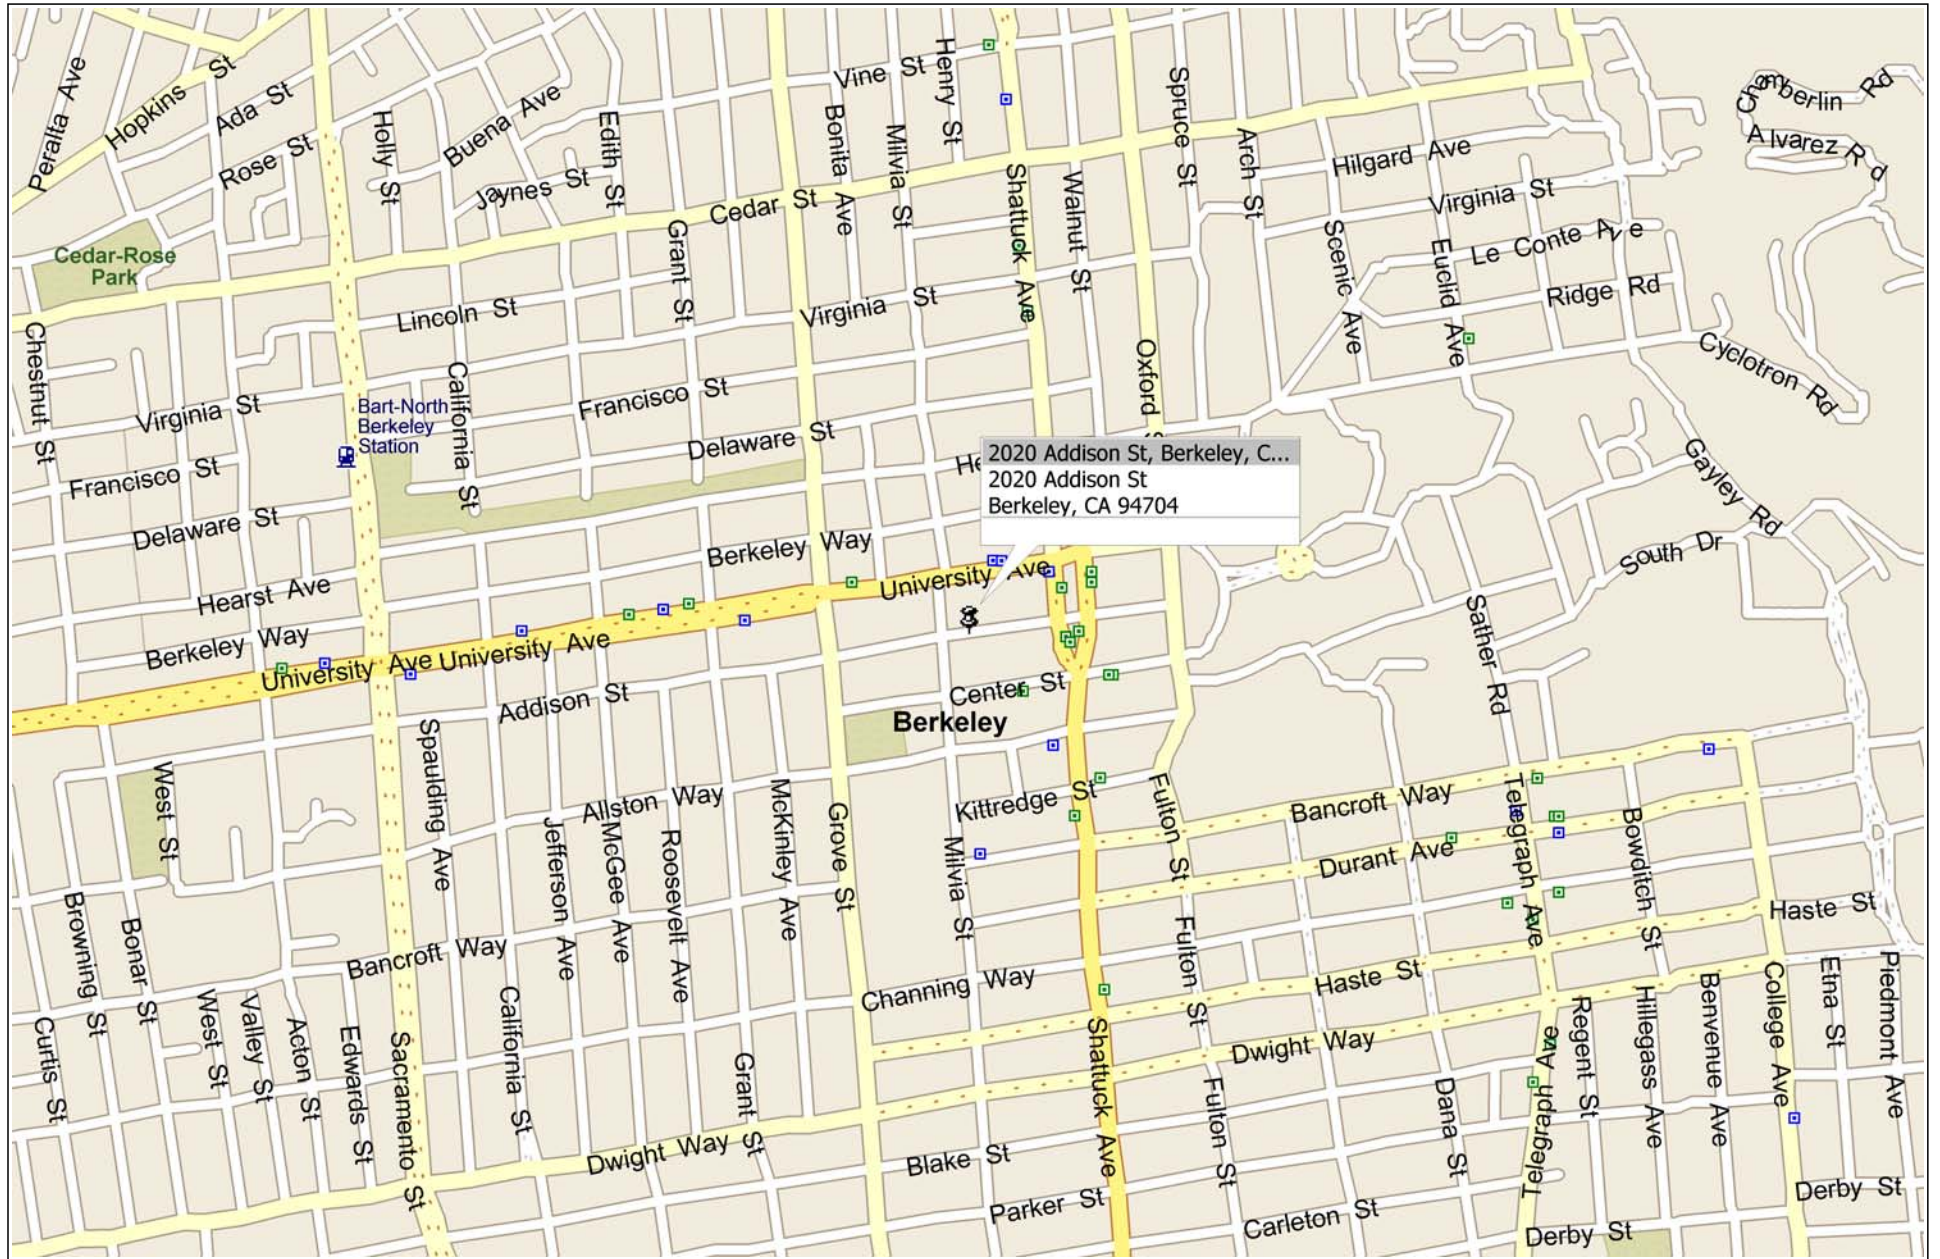 Peralta Ave
Hopkins St
Ada St
Rose St
Holly St
Buena Ave
Jaynes St
Edith St
Vine St
Henry St
Bonita Ave
Milvia St
Cedar St
Grant St
Shattuck Ave
Walnut St
Spruce St
Arch St
Hilgard Ave
Virginia St
Le Conte Ave
Scenic Ave
Euclid Ave
Ridge Rd
Chamberlin Rd
Alvarez Rd
Cyclotron Rd
Cedar-Rose
Park
Chestnut St
Lincoln St
Virginia St
Virginia St
California St
Francisco St
Delaware St
Bart-North
Berkeley
Station
Oxford S
Francisco St
Delaware St
Hearst Ave
Berkeley Way
Berkeley Way
He
2020 Addison St, Berkeley, C...
2020 Addison St
Berkeley, CA 94704
University Ave
University Ave
University Ave
Gayley Rd
South Dr
Sather Rd
Addison St
Center St
Berkeley
Spaulding Ave
West St
Allston Way
McKinley Ave
Grove St
Kittredge St
Fulton St
Bancroft Way
Durant Ave
Telegraph Ave
Bowditch St
Jefferson Ave
McGee Ave
Roosevelt Ave
Milvia St
Browning St
Bonar St
Bancroft Way
Channing Way
Fulton St
Haste St
Haste St
Dwight Way
College Ave
Etna St
Piedmont Ave
Curtis St
West St
Valley St
Acton St
Edwards St
Sacramento St
California St
Grant St
Shattuck Ave
Fulton St
Dana St
Telegraph Ave
Regent St
Hillegass Ave
Benvenue Ave
Dwight Way
Blake St
Parker St
Carleton St
Derby St
Derby St